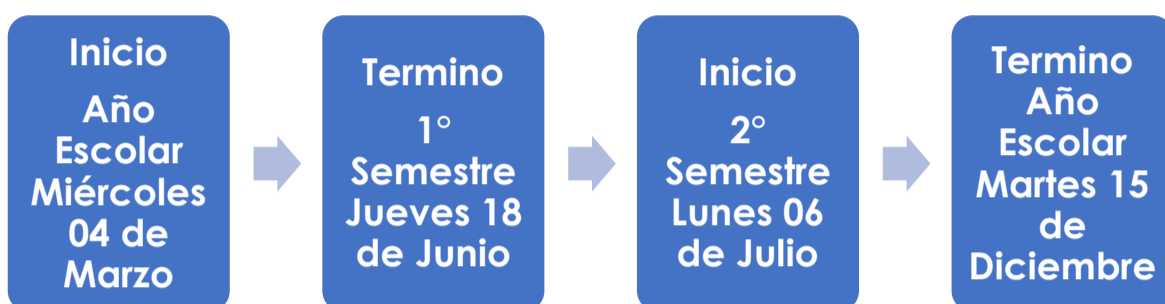 Inicio
Año
Escolar
Miércoles
04 de
Marzo
Termino
1°
Semestre
Jueves 18
de Junio
Inicio
2°
Semestre
Lunes 06
de Julio
Termino
Año
Escolar
Martes 15
de
Diciembre